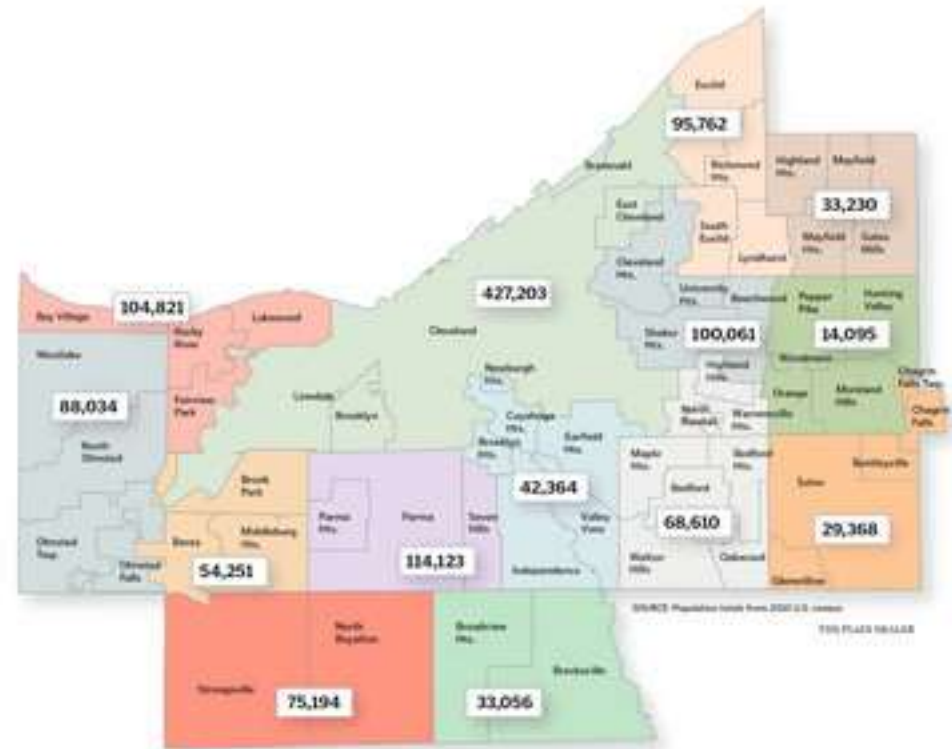 Euclid
95,762
Bratenahl
Richmond
Hts.
Highland
Hts.
Mayfield
33,230
East
Cleveland
South
Euclid
Mayfield
Hts.
Gates
Mills
Cleveland
Hts.
Lyndhurst
104,821
Bay Village
Lakewood
Rocky
River
427,203
Cleveland
University
Hts.
Beachwood
Pepper
Pike
Hunting
Valley
Shaker
Hts.
100,061
14,095
Westlake
88,034
Fairview
Park
Linndale
Brooklyn
Newburgh
Hts.
Highland
Hills
Woodmere
Orange
Moreland
Hills
Chagrin
Falls Twp.
Chagrin
Falls
Cuyahoga
Hts.
Brooklyn
Hts.
Garfield
Hts.
North
Randall
Warrensville
Hts.
North
Olmsted
Maple
Hts.
Bedford
Hts.
Bentleyville
Solon
Brook
Park
42,364
Bedford
Parma
Hts.
Parma
Seven
Hills
Valley
View
68,610
29,368
Olmsted
Twp.
Berea
Middleburg
Hts.
Olmsted
Falls
54,251
114,123
Independence
Walton
Hills
Oakwood
Glenwillow
SOURCE: Population totals from 2010 U.S. census
THE PLAIN DEALER
North
Royalton
Broadview
Hts.
Strongsville
Brecksville
75,194
33,056